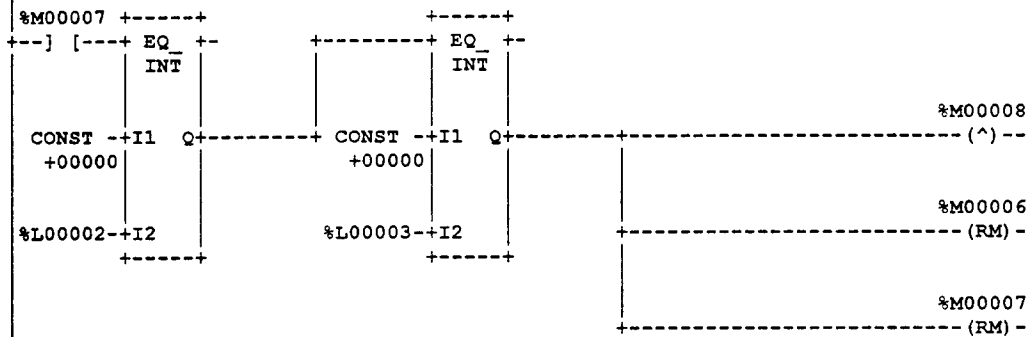 %M00007 +-----+ +-----+
+--] [----+ EQ_ +- +--------+ EQ_ +-
INT INT
%M00008
CONST -+I1 Q+--------+ CONST -+I1 Q+--------+--------------------------(^)--
+00000 +00000
%M00006
%L00002-+I2 %L00003-+I2 +--------------------------(RM)-
+-----+ +-----+
%M00007
+--------------------------(RM)-